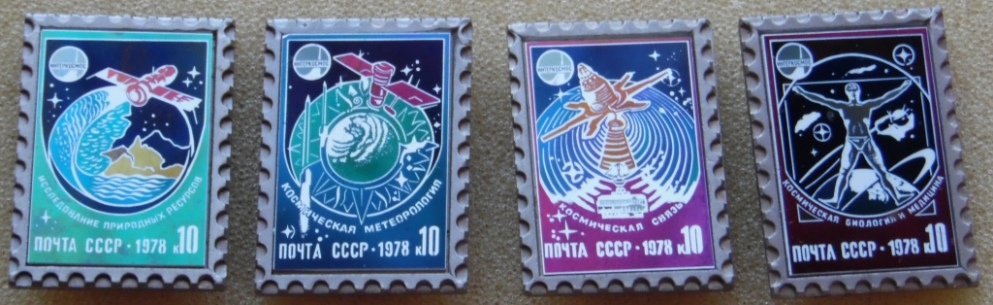 ИНТЕРКОСМОС
ИССЛЕДОВАНИЕ ПРИРОДНЫХ РЕСУРСОВ
ПОЧТА СССР • 1978 К10
КОСМИЧЕСКАЯ МЕТЕОРОЛОГИЯ
ПОЧТА СССР • 1978 К10
ИНТЕРКОСМОС
КОСМИЧЕСКАЯ СВЯЗЬ
ПОЧТА СССР • 1978 К10
ИНТЕРКОСМОС
КОСМИЧЕСКАЯ БИОЛОГИЯ И МЕДИЦИНА
ПОЧТА СССР • 1978 К10